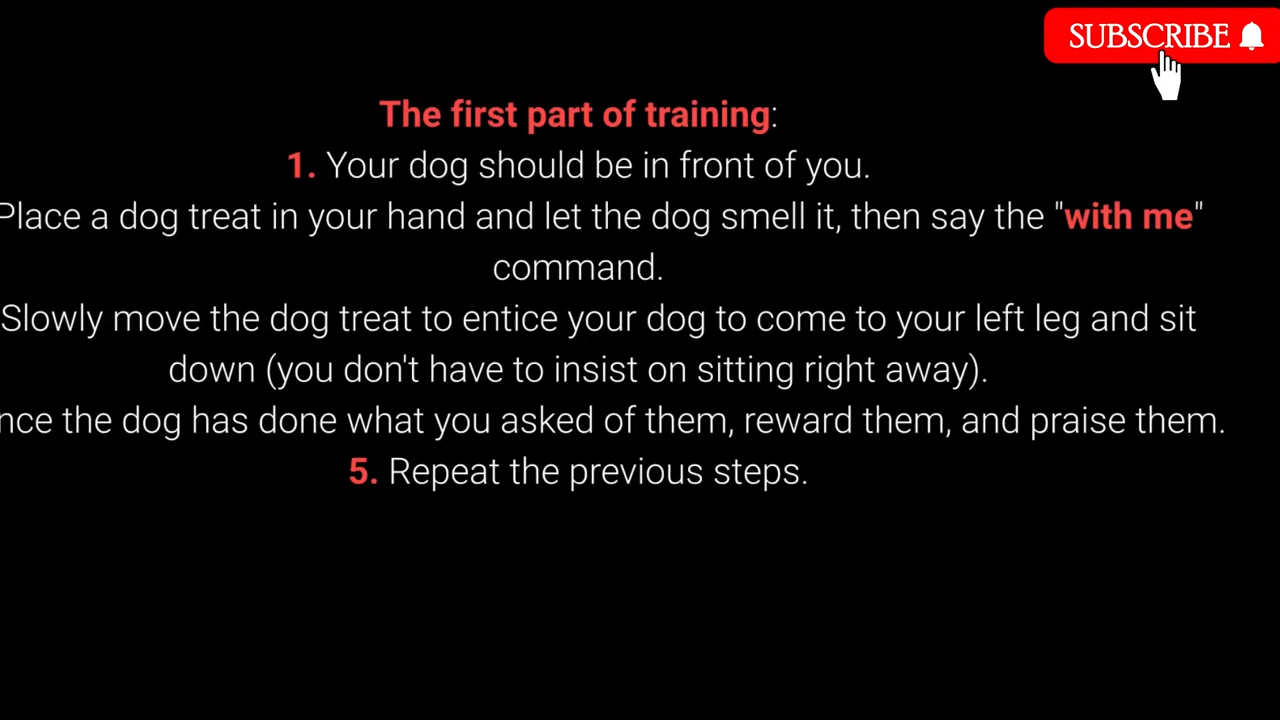 SUBSCRIBE
The first part of training:
1. Your dog should be in front of you.
Place a dog treat in your hand and let the dog smell it, then say the "with me"
command.
Slowly move the dog treat to entice your dog to come to your left leg and sit
down (you don't have to insist on sitting right away).
nce the dog has done what you asked of them, reward them, and praise them.
5. Repeat the previous steps.